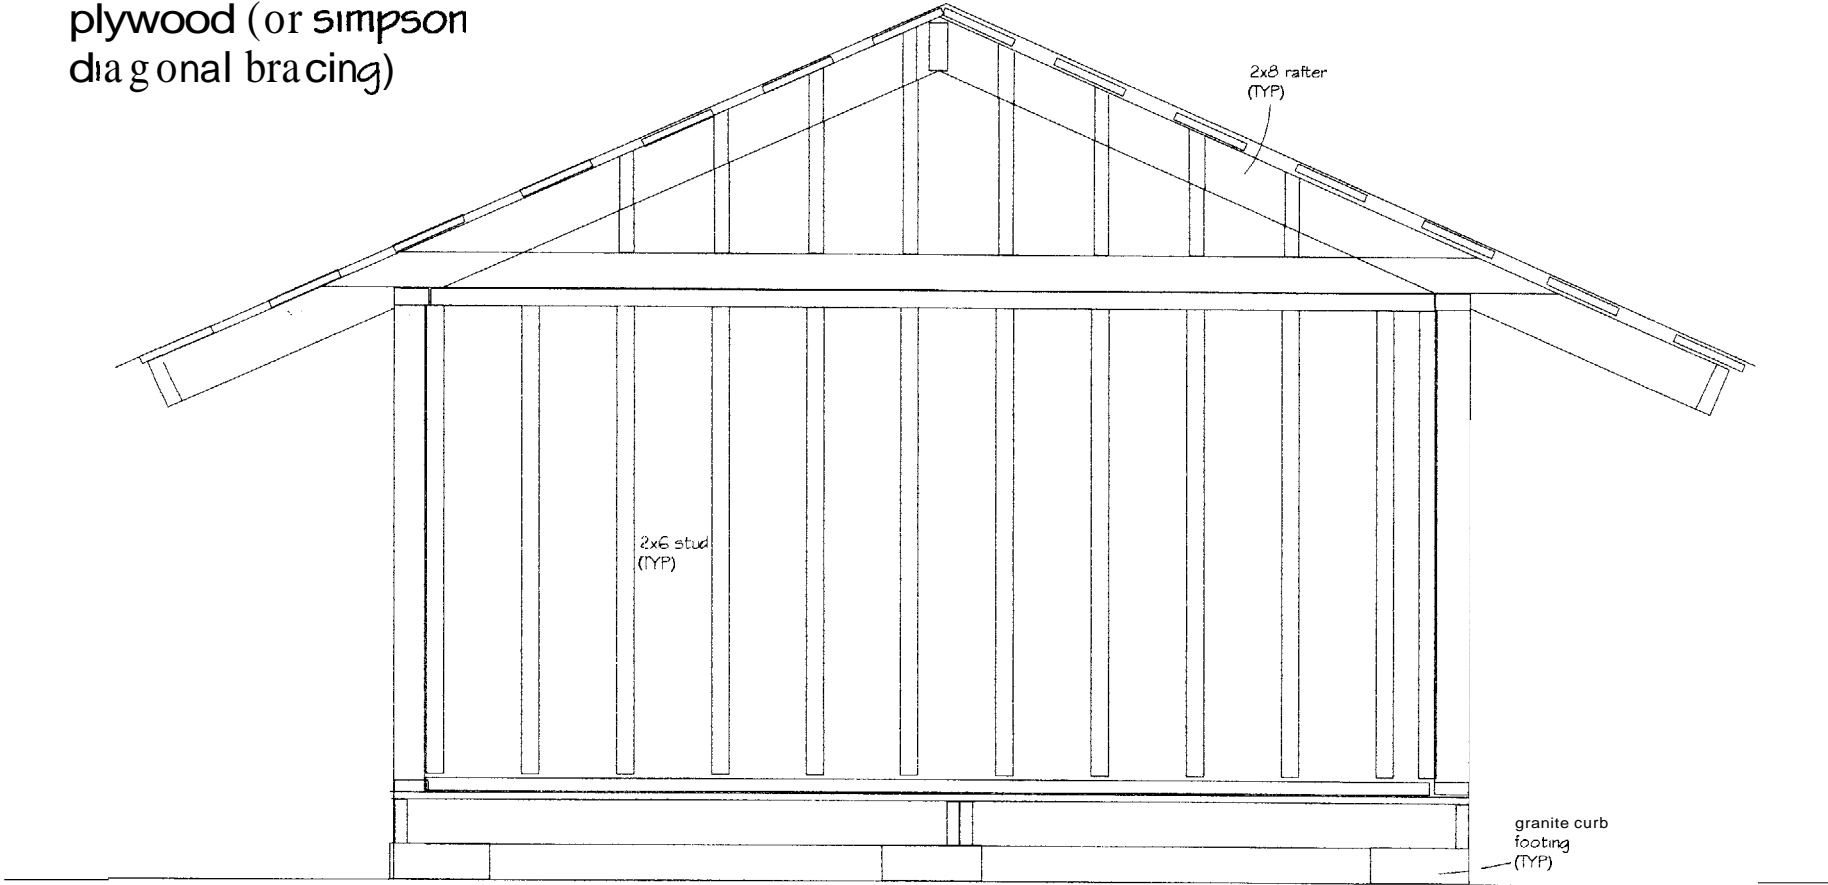 plywood (or simpson
diagonal bracing)
2x8 rafter
(TYP)
2x6 stud
(TYP)
granite curb
footing
(TYP)